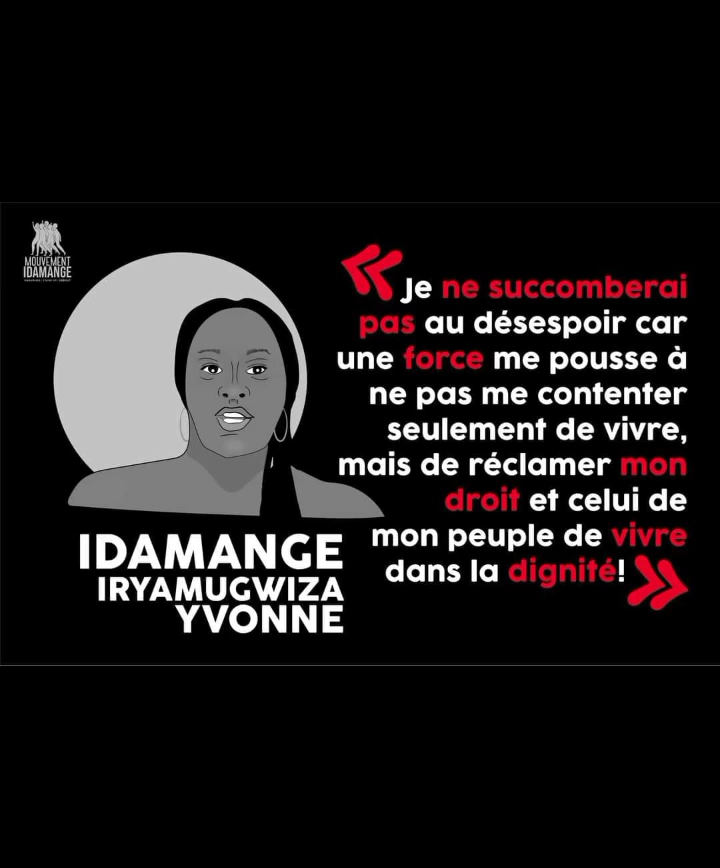 MOUVEMENT
IDAMANGE
« Je ne succomberai
pas au désespoir car
une force me pousse à
ne pas me contenter
seulement de vivre,
mais de réclamer mon
droit et celui de
mon peuple de vivre
dans la dignité! »
IDAMANGE
IRYAMUGWIZA
YVONNE